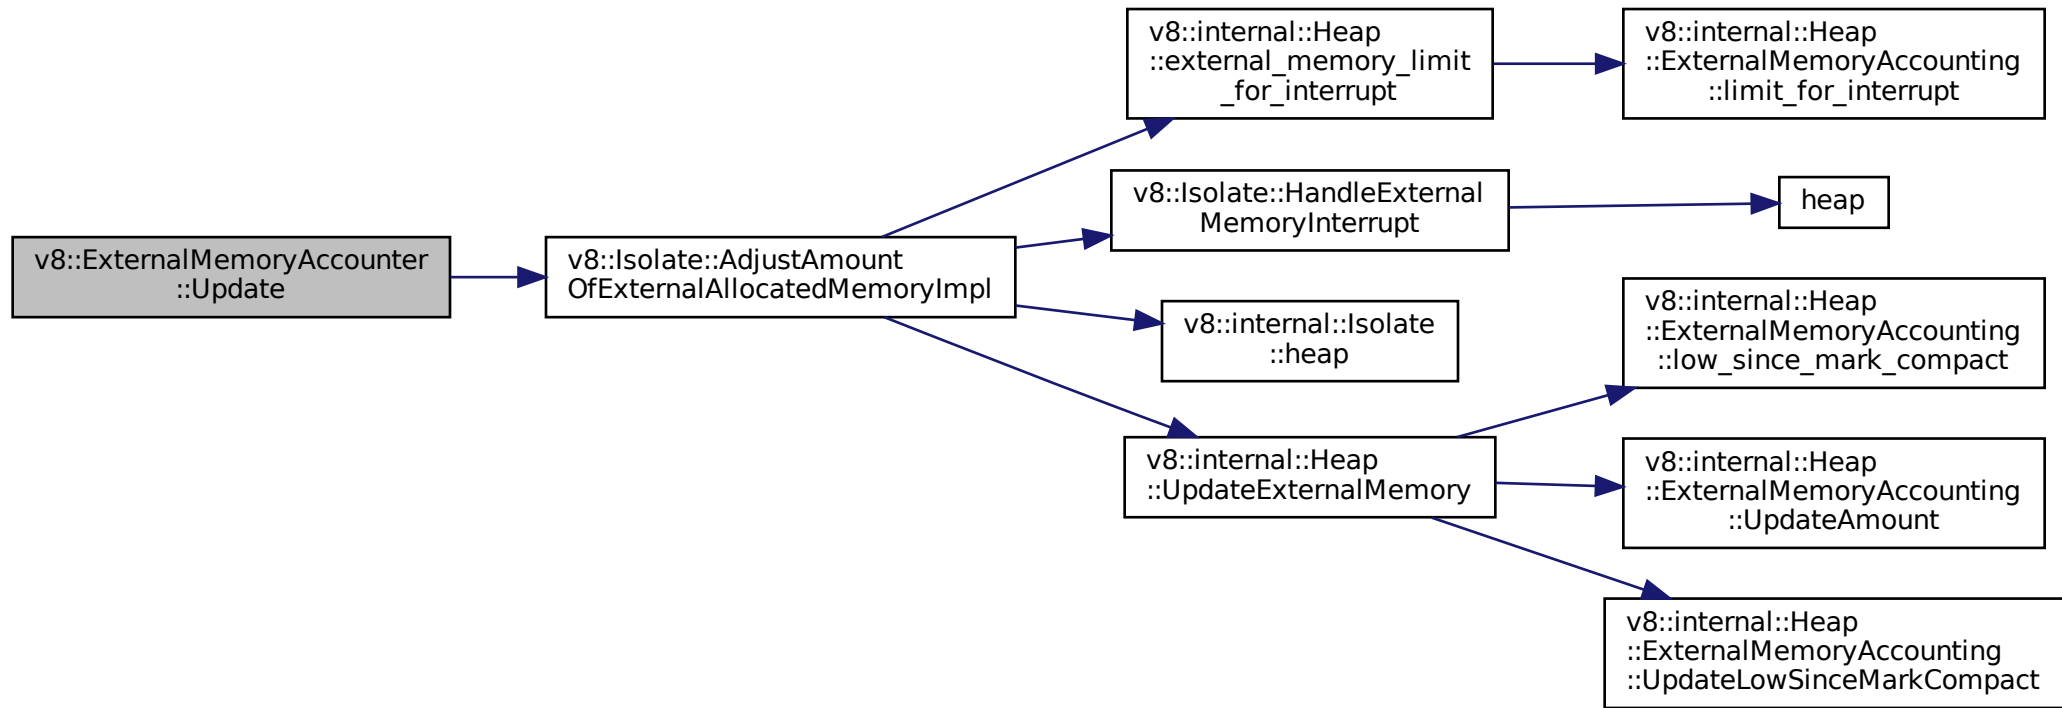 v8::ExternalMemoryAccounter
::Update
v8::Isolate::AdjustAmount
OfExternalAllocatedMemoryImpl
v8::internal::Heap
::external_memory_limit
_for_interrupt
v8::internal::Heap
::ExternalMemoryAccounting
::limit_for_interrupt
v8::Isolate::HandleExternal
MemoryInterrupt
heap
v8::internal::Isolate
::heap
v8::internal::Heap
::UpdateExternalMemory
v8::internal::Heap
::ExternalMemoryAccounting
::low_since_mark_compact
v8::internal::Heap
::ExternalMemoryAccounting
::UpdateAmount
v8::internal::Heap
::ExternalMemoryAccounting
::UpdateLowSinceMarkCompact